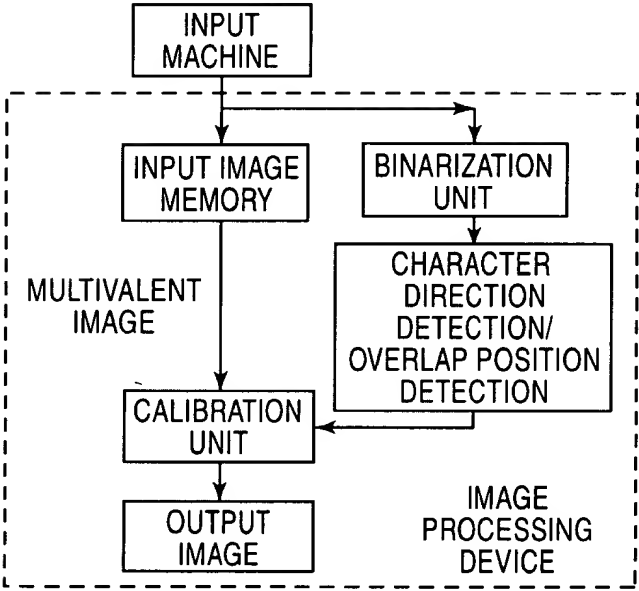 INPUT
MACHINE
INPUT IMAGE
MEMORY
BINARIZATION
UNIT
CHARACTER
DIRECTION
DETECTION/
OVERLAP POSITION
DETECTION
MULTIVALENT
IMAGE
CALIBRATION
UNIT
OUTPUT
IMAGE
IMAGE
PROCESSING
DEVICE